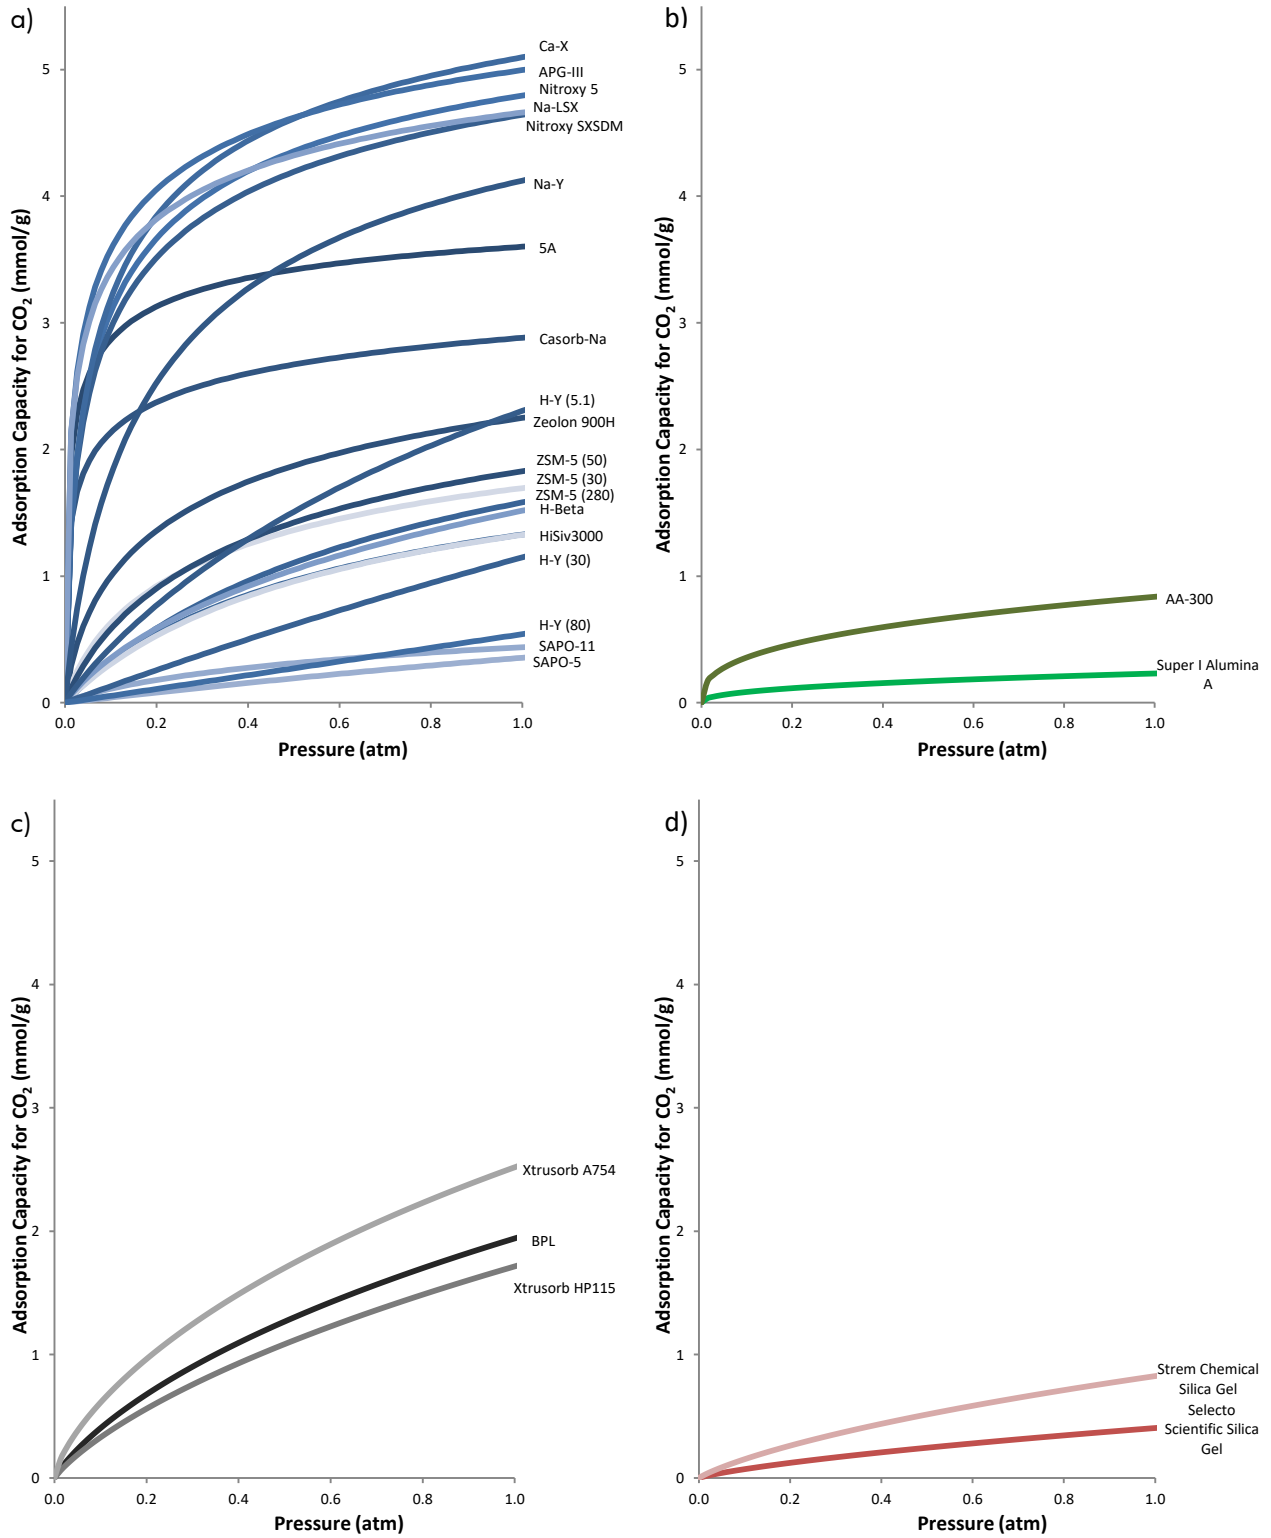 a)
Adsorption Capacity for CO2 (mmol/g)
5
4
3
2
1
0
0.0 0.2 0.4 0.6 0.8 1.0
Pressure (atm)
Ca-X
APG-III
Nitroxy 5
Na-LSX
Nitroxy SXSDM
Na-Y
5A
Casorb-Na
H-Y (5.1)
Zeolon 900H
ZSM-5 (50)
ZSM-5 (30)
ZSM-5 (280)
H-Beta
HiSiv3000
H-Y (30)
H-Y (80)
SAPO-11
SAPO-5
b)
Adsorption Capacity for CO2 (mmol/g)
5
4
3
2
1
0
0.0 0.2 0.4 0.6 0.8 1.0
Pressure (atm)
AA-300
Super I Alumina
A
c)
Adsorption Capacity for CO2 (mmol/g)
5
4
3
2
1
0
0.0 0.2 0.4 0.6 0.8 1.0
Pressure (atm)
Xtrusorb A754
BPL
Xtrusorb HP115
d)
Adsorption Capacity for CO2 (mmol/g)
5
4
3
2
1
0
0.0 0.2 0.4 0.6 0.8 1.0
Pressure (atm)
Strem Chemical
Silica Gel
Selecto
Scientific Silica
Gel